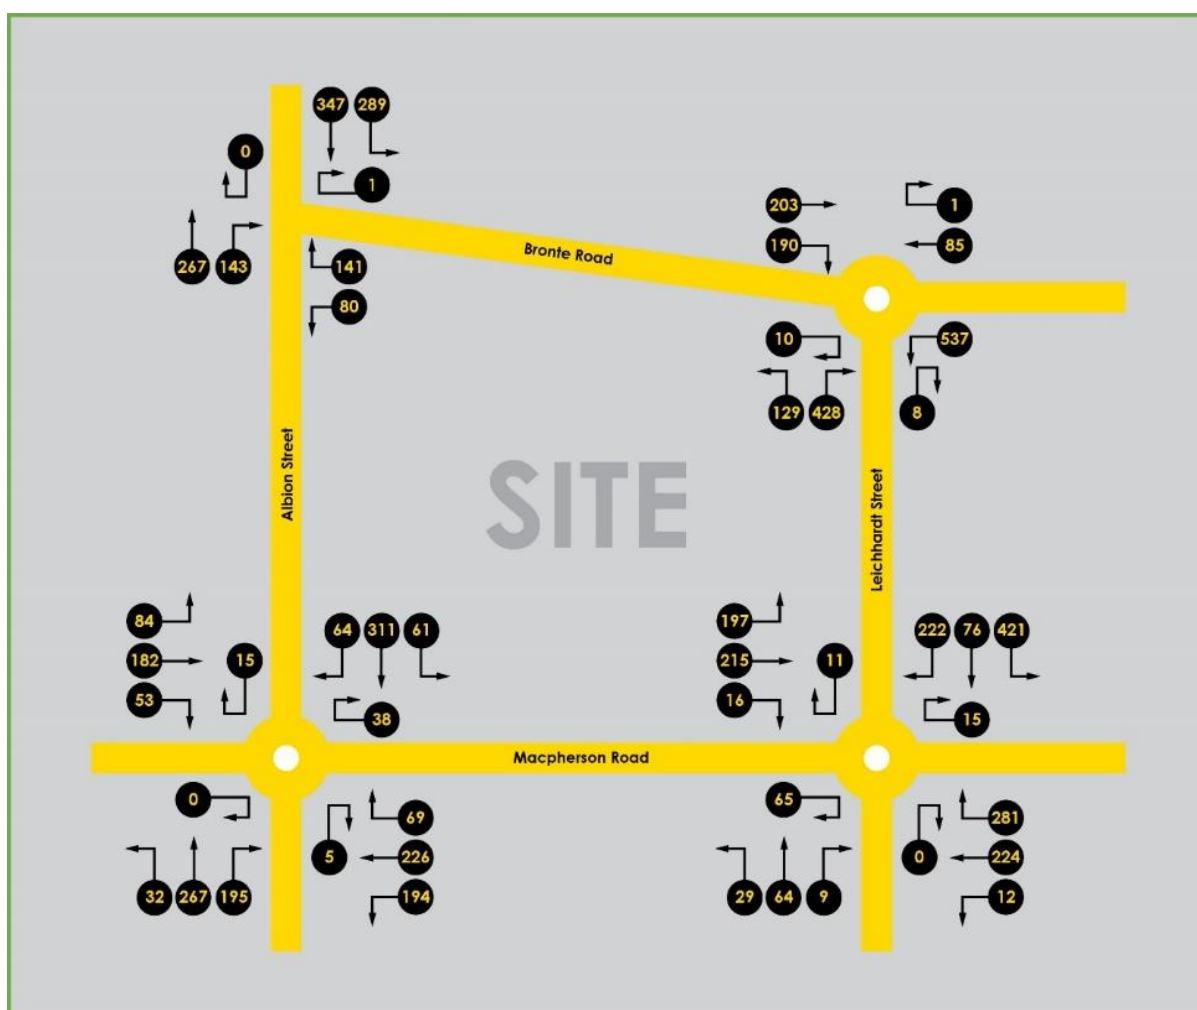 347 289
0
1
203 1
190 85
267 143
141
80
Bronte Road
10 537
129 428 8
Albion Street
SITE
Leichhardt Street
84 64 311 61 197 222 76 421
182 15 215 11
53 38 16 15
Macpherson Road
0 69 65 281
5 226 0 224
32 267 195 194 29 64 9 12